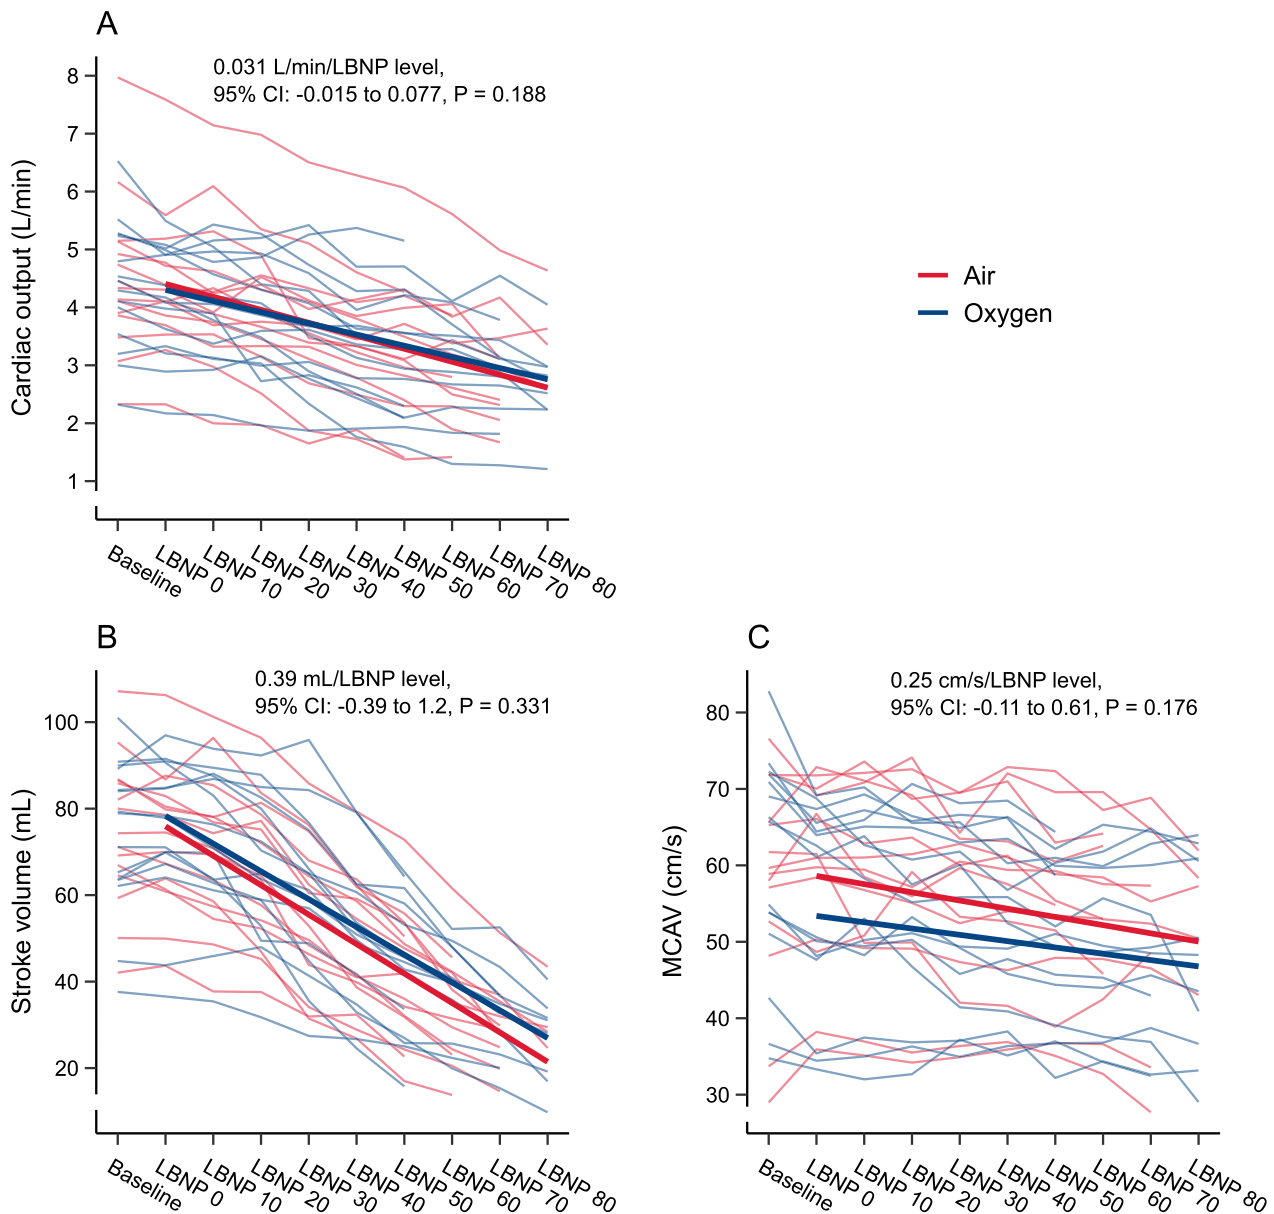 A
0.031 L/min/LBNP level,
95% CI: -0.015 to 0.077, P = 0.188
Cardiac output (L/min)
8
7
6
5
4
3
2
1
Baseline
LBNP 0
LBNP 10
LBNP 20
LBNP 30
LBNP 40
LBNP 50
LBNP 60
LBNP 70
LBNP 80
Air
Oxygen
B
0.39 mL/LBNP level,
95% CI: -0.39 to 1.2, P = 0.331
Stroke volume (mL)
100
80
60
40
20
Baseline
LBNP 0
LBNP 10
LBNP 20
LBNP 30
LBNP 40
LBNP 50
LBNP 60
LBNP 70
LBNP 80
C
0.25 cm/s/LBNP level,
95% CI: -0.11 to 0.61, P = 0.176
MCAV (cm/s)
80
70
60
50
40
30
Baseline
LBNP 0
LBNP 10
LBNP 20
LBNP 30
LBNP 40
LBNP 50
LBNP 60
LBNP 70
LBNP 80